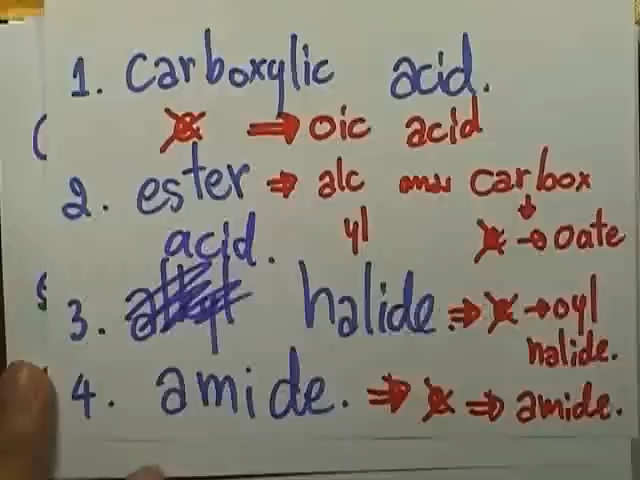 1. carboxylic acid.
⇒ oic acid
2. ester ⇒ alc carbox
yl → oate
acid.
3. halide. ⇒ → oyl
halide.
4. amide. ⇒ ⇒ amide.